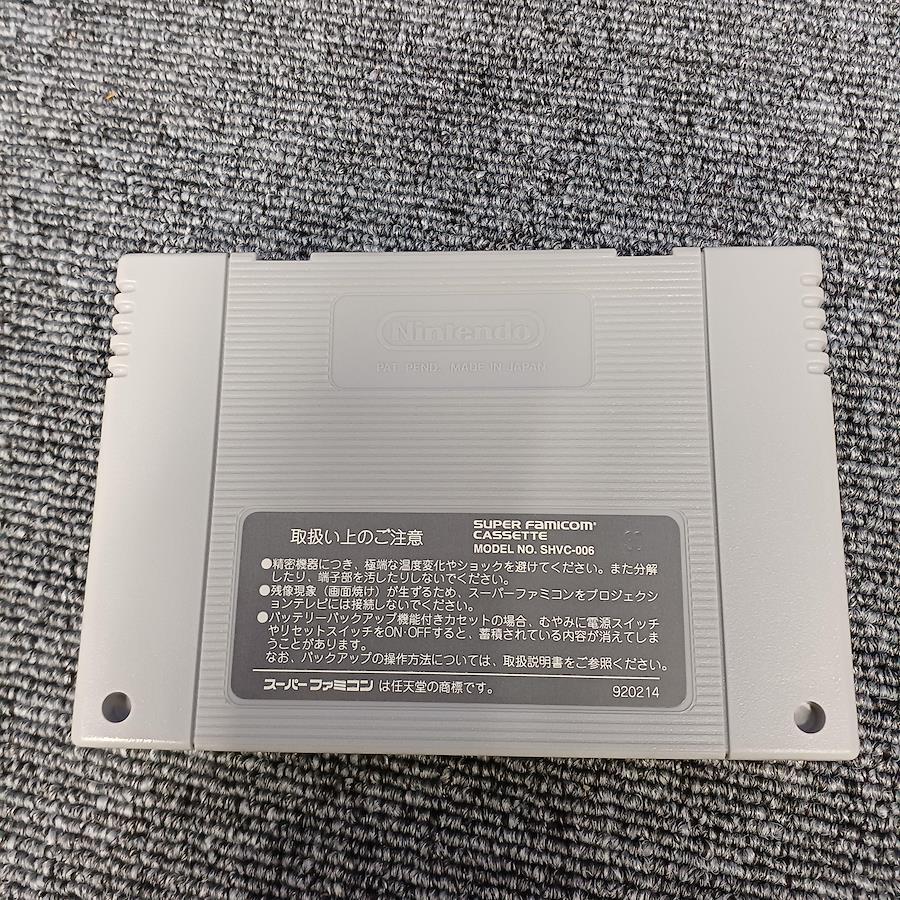 Nintendo
PAT. PEND. MADE IN JAPAN
取扱い上のご注意
SUPER FAMICOM
CASSETTE
MODEL NO. SHVC-006
●精密機器につき、極端な温度変化やショックを避けてください。また分解
したり、端子部を汚したりしないでください。
●残像現象（画面焼け）が生ずるため、スーパーファミコンをプロジェクシ
ョンテレビには接続しないでください。
●バッテリーバックアップ機能付きカセットの場合、むやみに電源スイッチ
やリセットスイッチをON·OFFすると、蓄積されている内容が消えてしま
うことがあります。
なお、バックアップの操作方法については、取扱説明書をご参照ください。
スーパーファミコン は任天堂の商標です。
920214